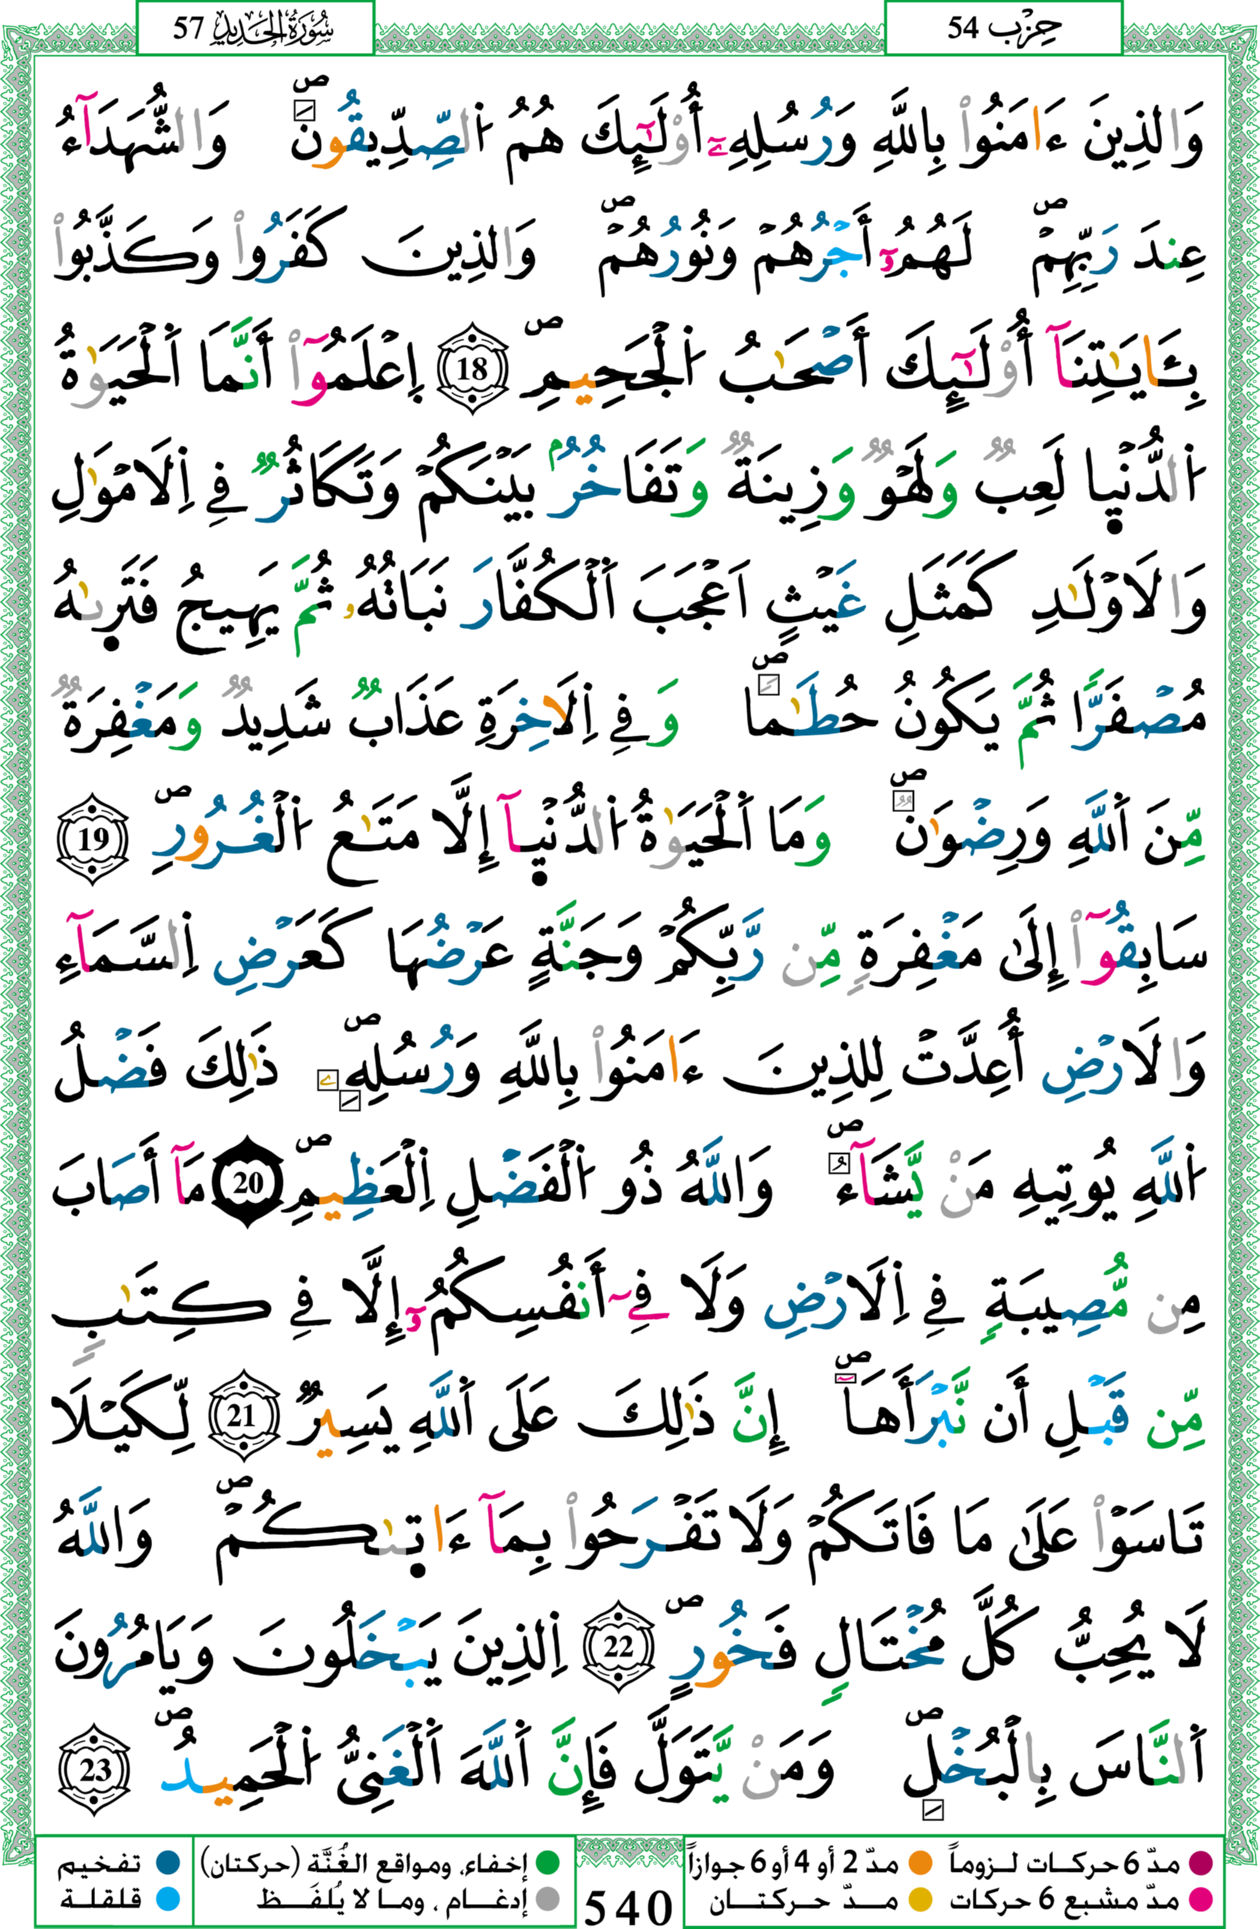 حِزْب 54
سُورَةُ الحَدِيدِ 57
وَالذِينَ ءَامَنُواْ بِاللَّهِ وَرُسُلِهِۦٓ أُوْلَٰٓئِكَ هُمُ اُ۬لصِّدِّيقُونَۖ وَالشُّهَدَآءُ
عِندَ رَبِّهِمْۖ لَهُمُۥٓ أَجْرُهُمْ وَنُورُهُمْۖ وَالذِينَ كَفَرُواْ وَكَذَّبُواْ
بِـَٔايَٰتِنَآ أُوْلَٰٓئِكَ أَصْحَٰبُ اُ۬لْجَحِيمِۖ 18 اِ۪عْلَمُوٓاْ أَنَّمَا اَ۬لْحَيَوٰةُ
اُ۬لدُّنْي۪ا لَعِبٌ وَلَهْوٌ وَزِينَةٌ وَتَفَاخُرُۢ بَيْنَكُمْ وَتَكَاثُرٌ فِے اِ۬لَامْوَٰلِ
وَالَاوْلَٰدِ كَمَثَلِ غَيْثٍ اَعْجَبَ اَ۬لْكُفَّارَ نَبَاتُهُۥ ثُمَّ يَهِيجُ فَتَر۪ىٰهُ
مُصْفَرّاً ثُمَّ يَكُونُ حُطَٰماًۖ وَفِے اِ۬لَاخِرَةِ عَذَابٌ شَدِيدٌ وَمَغْفِرَةٌ
مِّنَ اَ۬للَّهِ وَرِضْوَٰنٌۖ وَمَا اَ۬لْحَيَوٰةُ اُ۬لدُّنْي۪آ إِلَّا مَتَٰعُ اُ۬لْغُرُورِۖ 19
سَابِقُوٓاْ إِلَىٰ مَغْفِرَةٍ مِّن رَّبِّكُمْ وَجَنَّةٍ عَرْضُهَا كَعَرْضِ اِ۬لسَّمَآءِ
وَالَارْضِ أُعِدَّتْ لِلذِينَ ءَامَنُواْ بِاللَّهِ وَرُسُلِهِۦۖ ذَٰلِكَ فَضْلُ
اُ۬للَّهِ يُوتِيهِ مَنْ يَّشَآءُۖ وَاللَّهُ ذُو اُ۬لْفَضْلِ اِ۬لْعَظِيمِۖ 20 مَآ أَصَابَ
مِن مُّصِيبَةٍ فِے اِ۬لَارْضِ وَلَا فِےٓ أَنفُسِكُمُۥٓ إِلَّا فِے كِتَٰبٍ
مِّن قَبْلِ أَن نَّبْرَأَهَآۖ إِنَّ ذَٰلِكَ عَلَى اَ۬للَّهِ يَسِيرٌ 21 لِّكَيْلَا
تَاسَوْاْ عَلَىٰ مَا فَاتَكُمْ وَلَا تَفْرَحُواْ بِمَآ ءَات۪ىٰكُمْۖ وَاللَّهُ
لَا يُحِبُّ كُلَّ مُخْتَالٍ فَخُورٍۖ 22 اِ۬لذِينَ يَبْخَلُونَ وَيَامُرُونَ
اَ۬لنَّاسَ بِالْبُخْلِۖ وَمَنْ يَّتَوَلَّ فَإِنَّ اَ۬للَّهَ اَ۬لْغَنِىُّ اُ۬لْحَمِيدُۖ 23
مدّ 6 حركات لـزوماً
مدّ 2 أو 4 أو 6 جوازاً
إخفاء، ومواقع الغُنَّة (حركتان)
تفخيم
مدّ مشبع 6 حركات
مدّ حركتان
إدغام ، وما لا يُلفَـظ
قلقلة
540